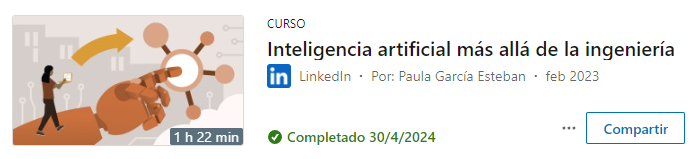 CURSO
Inteligencia artificial más allá de la ingeniería
in LinkedIn · Por: Paula García Esteban · feb 2023
1 h 22 min
Completado 30/4/2024
Compartir